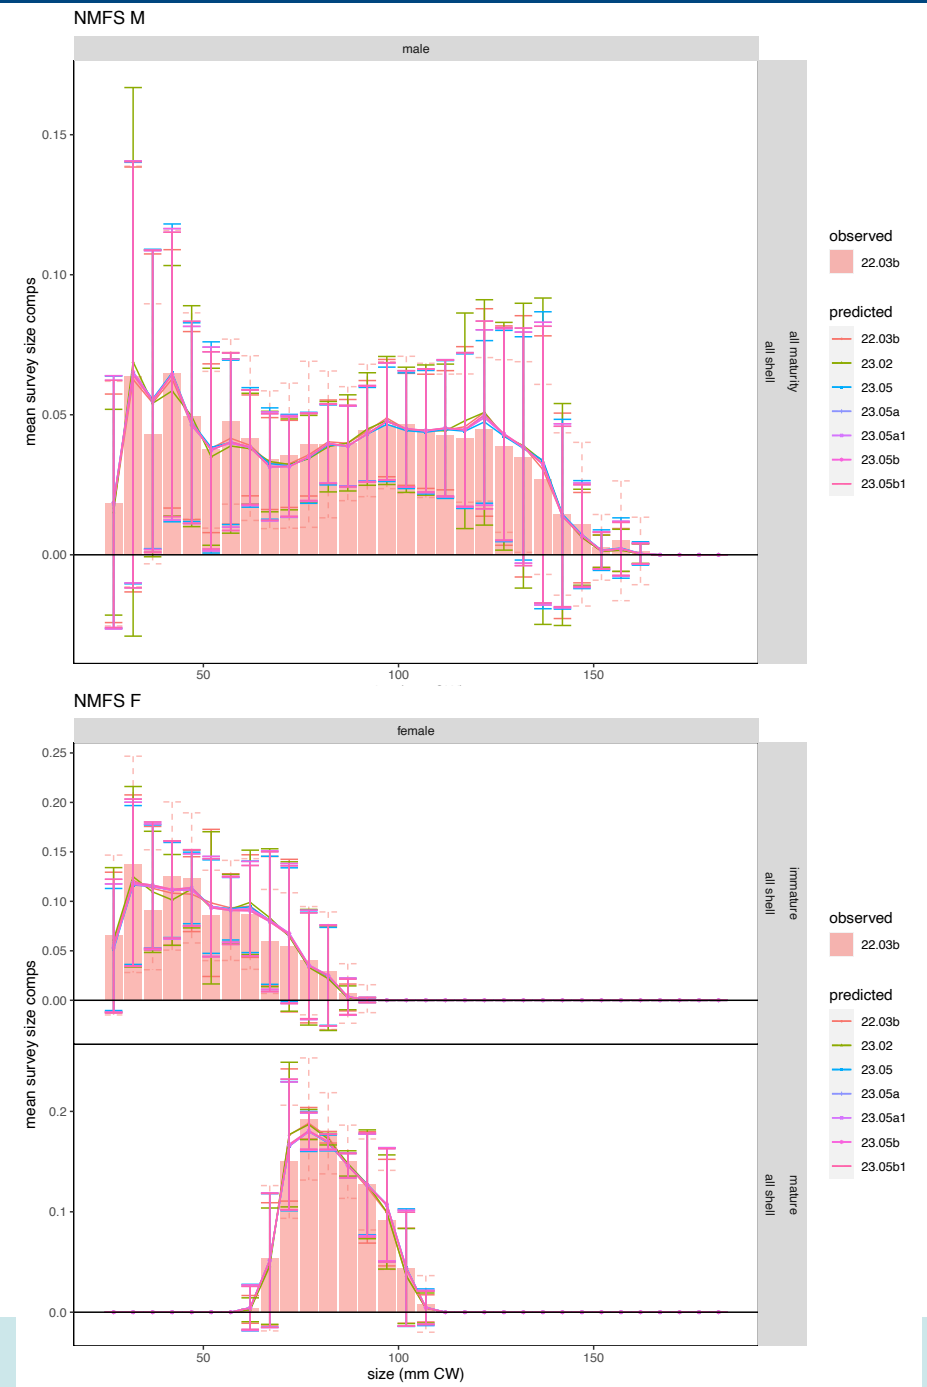 NMFS M
male
0.15
0.10
0.05
0.00
mean survey size comps
all maturity
all shell
50
100
150
observed
22.03b
predicted
22.03b
23.02
23.05
23.05a
23.05a1
23.05b
23.05b1
NMFS F
female
0.25
0.20
0.15
0.10
0.05
0.00
immature
all shell
mean survey size comps
0.2
0.1
0.0
mature
all shell
50
100
150
size (mm CW)
observed
22.03b
predicted
22.03b
23.02
23.05
23.05a
23.05a1
23.05b
23.05b1